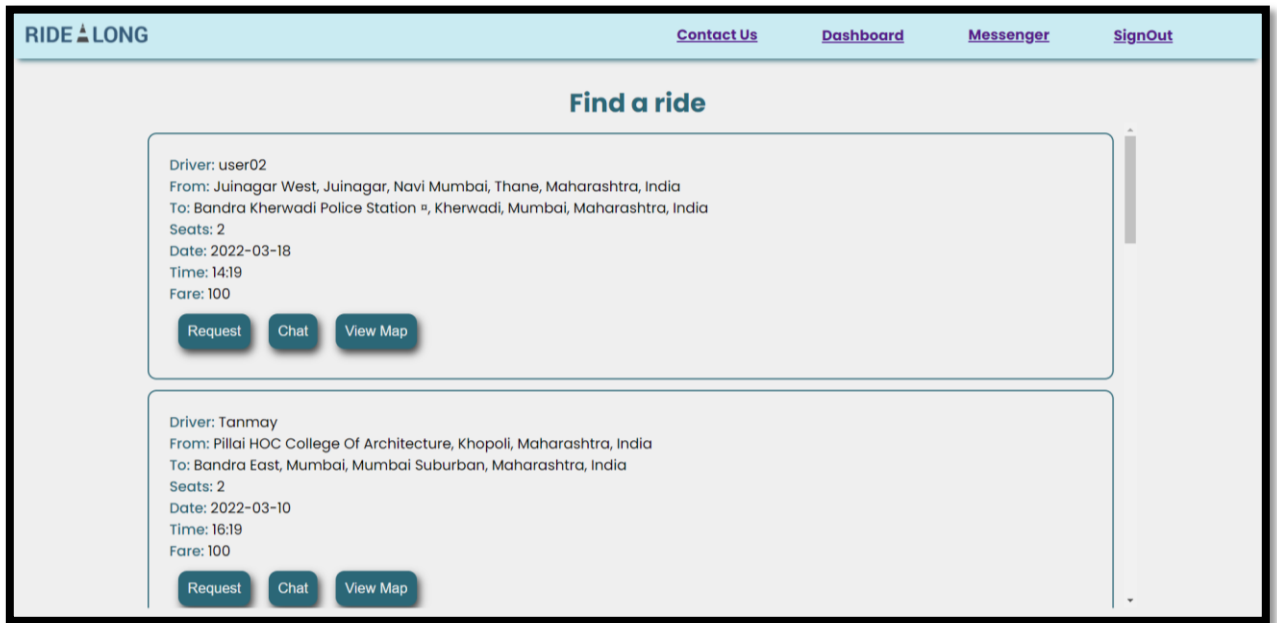 RIDE LONG
Contact Us Dashboard Messenger SignOut
Find a ride
Driver: user02
From: Juinagar West, Juinagar, Navi Mumbai, Thane, Maharashtra, India
To: Bandra Kherwadi Police Station ¤, Kherwadi, Mumbai, Maharashtra, India
Seats: 2
Date: 2022-03-18
Time: 14:19
Fare: 100
Request Chat View Map
Driver: Tanmay
From: Pillai HOC College Of Architecture, Khopoli, Maharashtra, India
To: Bandra East, Mumbai, Mumbai Suburban, Maharashtra, India
Seats: 2
Date: 2022-03-10
Time: 16:19
Fare: 100
Request Chat View Map